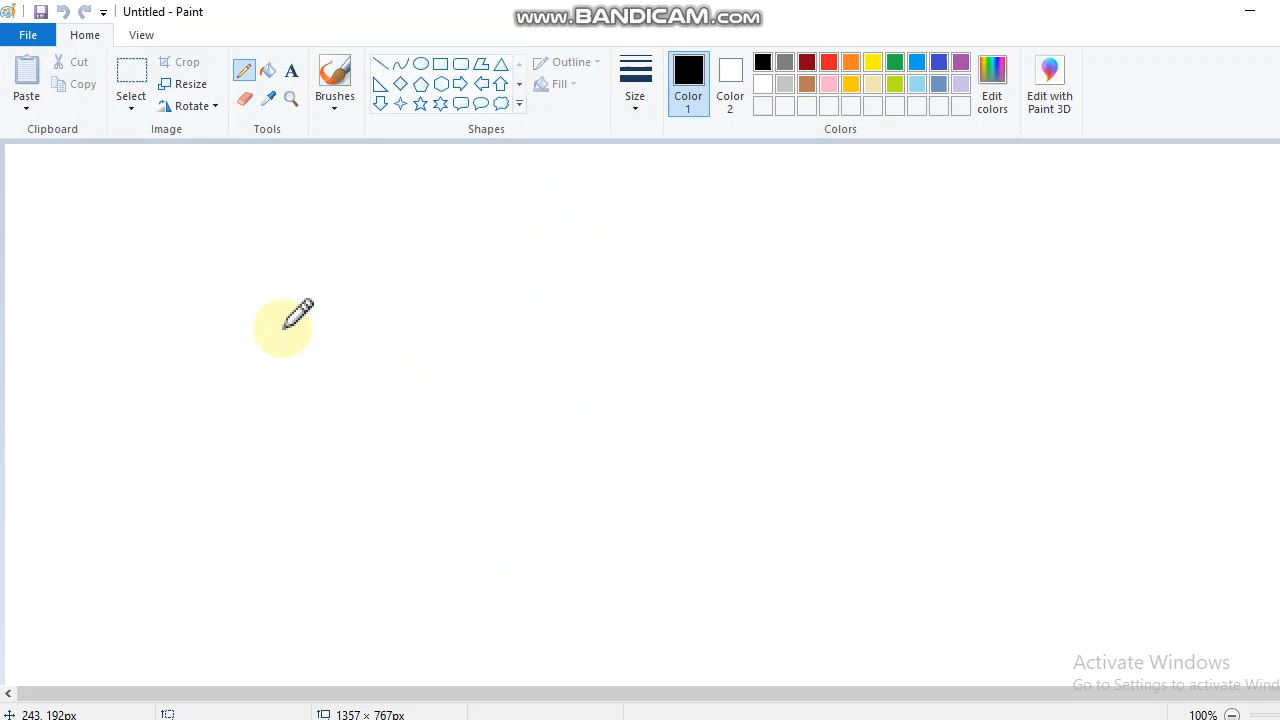 Untitled - Paint
www.BANDICAM.com
File Home View
Paste
Cut
Copy
Clipboard
Select
Crop
Resize
Rotate
Image
Tools
Brushes
Outline
Fill
Shapes
Size
Color 1
Color 2
Edit colors
Colors
Edit with Paint 3D
Activate Windows
Go to Settings to activate Wind
243, 192px
1357 × 767px
100%